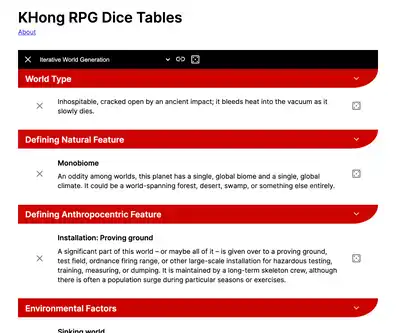 KHong RPG Dice Tables
About
Iterative World Generation
World Type
Inhospitable, cracked open by an ancient impact; it bleeds heat into the vacuum as it
slowly dies.
Defining Natural Feature
Monobiome
An oddity among worlds, this planet has a single, global biome and a single, global
climate. It could be a world-spanning forest, desert, swamp, or something else entirely.
Defining Anthropocentric Feature
Installation: Proving ground
A significant part of this world – or maybe all of it – is given over to a proving ground,
test field, ordnance firing range, or other large-scale installation for hazardous testing,
training, measuring, or dumping. It is maintained by a long-term skeleton crew, although
there is often a population surge during particular seasons or exercises.
Environmental Factors
Sinking world